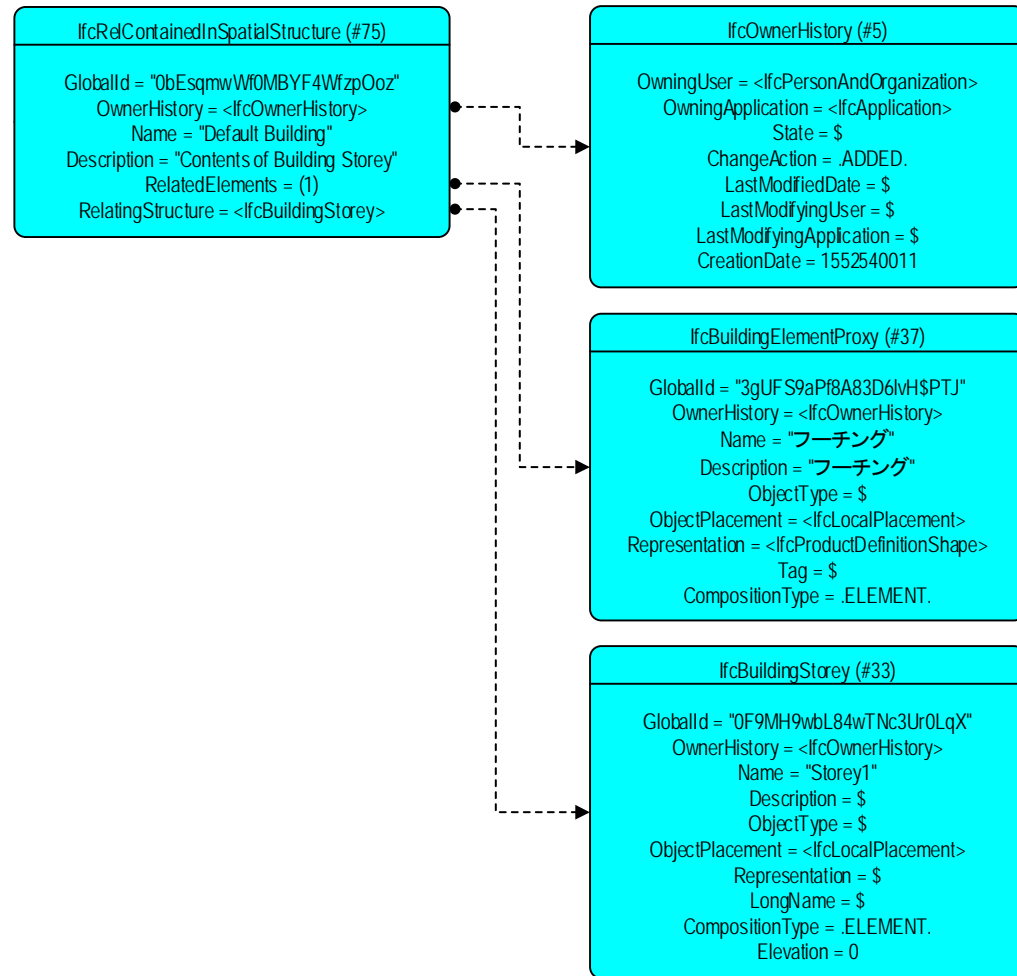 IfcRelContainedInSpatialStructure (#75)
GlobalId = "0bEsqmwWf0MBYF4WfzpOoz"
OwnerHistory = <IfcOwnerHistory>
Name = "Default Building"
Description = "Contents of Building Storey"
RelatedElements = (1)
RelatingStructure = <IfcBuildingStorey>
IfcOwnerHistory (#5)
OwningUser = <IfcPersonAndOrganization>
OwningApplication = <IfcApplication>
State = $
ChangeAction = .ADDED.
LastModifiedDate = $
LastModifyingUser = $
LastModifyingApplication = $
CreationDate = 1552540011
IfcBuildingElementProxy (#37)
GlobalId = "3gUFS9aPf8A83D6IvH$PTJ"
OwnerHistory = <IfcOwnerHistory>
Name = "フーチング"
Description = "フーチング"
ObjectType = $
ObjectPlacement = <IfcLocalPlacement>
Representation = <IfcProductDefinitionShape>
Tag = $
CompositionType = .ELEMENT.
IfcBuildingStorey (#33)
GlobalId = "0F9MH9wbL84wTNc3Ur0LqX"
OwnerHistory = <IfcOwnerHistory>
Name = "Storey1"
Description = $
ObjectType = $
ObjectPlacement = <IfcLocalPlacement>
Representation = $
LongName = $
CompositionType = .ELEMENT.
Elevation = 0